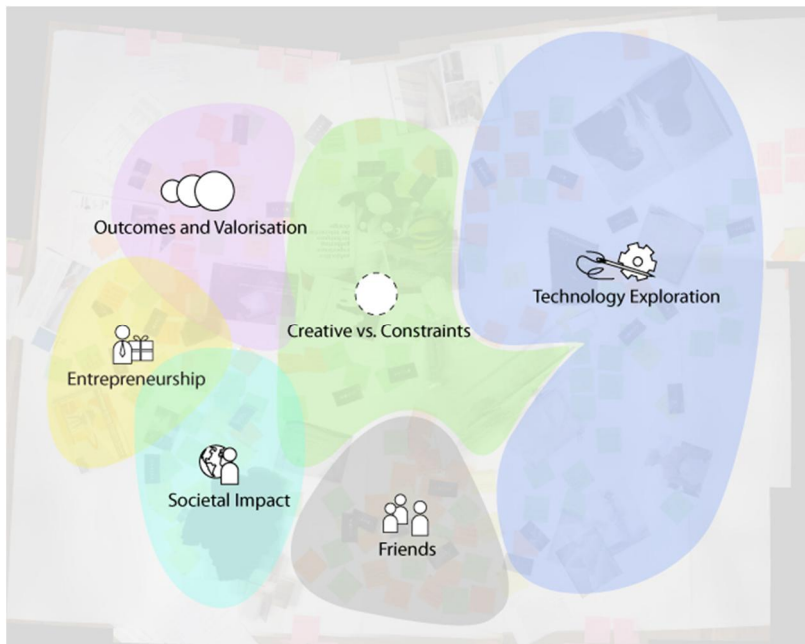 Outcomes and Valorisation
Creative vs. Constraints
Technology Exploration
Entrepreneurship
Societal Impact
Friends